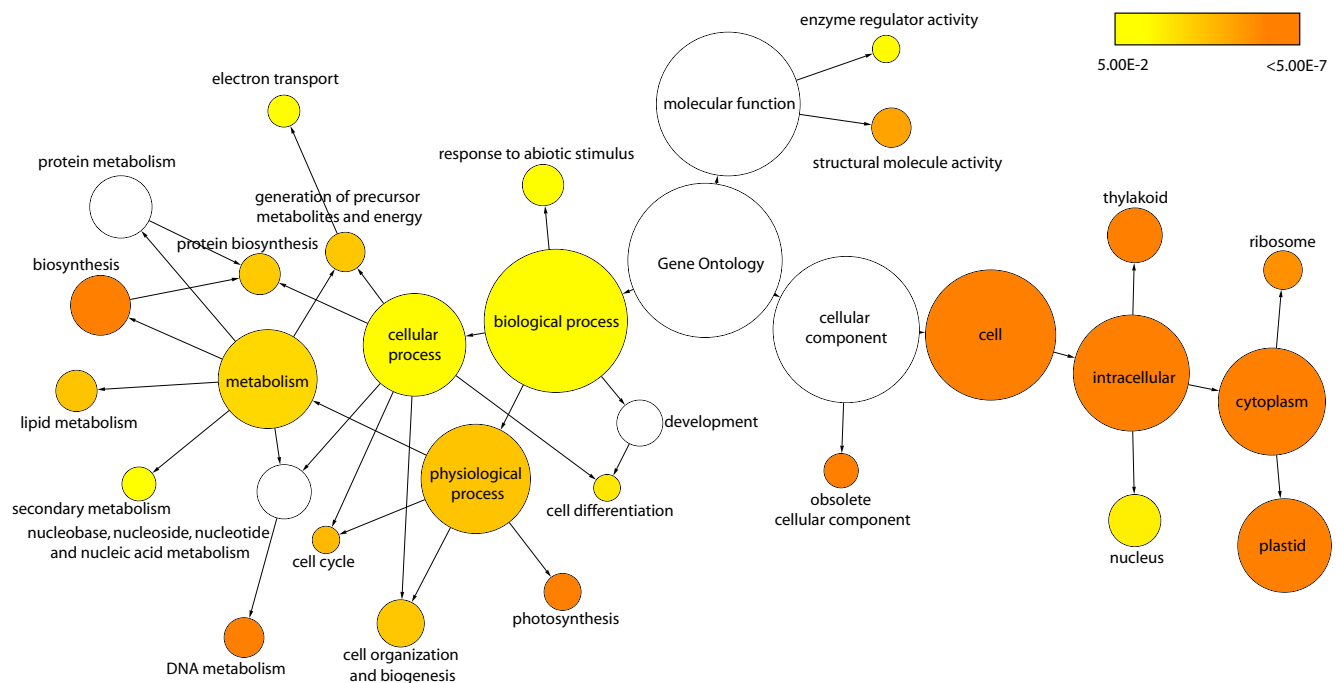 enzyme regulator activity
5.00E-2
<5.00E-7
electron transport
molecular function
protein metabolism
response to abiotic stimulus
structural molecule activity
generation of precursor
metabolites and energy
thylakoid
protein biosynthesis
ribosome
biosynthesis
Gene Ontology
biological process
cellular
component
cellular
process
cell
metabolism
intracellular
cytoplasm
lipid metabolism
development
physiological
process
secondary metabolism
cell differentiation
obsolete
cellular component
nucleobase, nucleoside, nucleotide
and nucleic acid metabolism
cell cycle
nucleus
plastid
photosynthesis
DNA metabolism
cell organization
and biogenesis